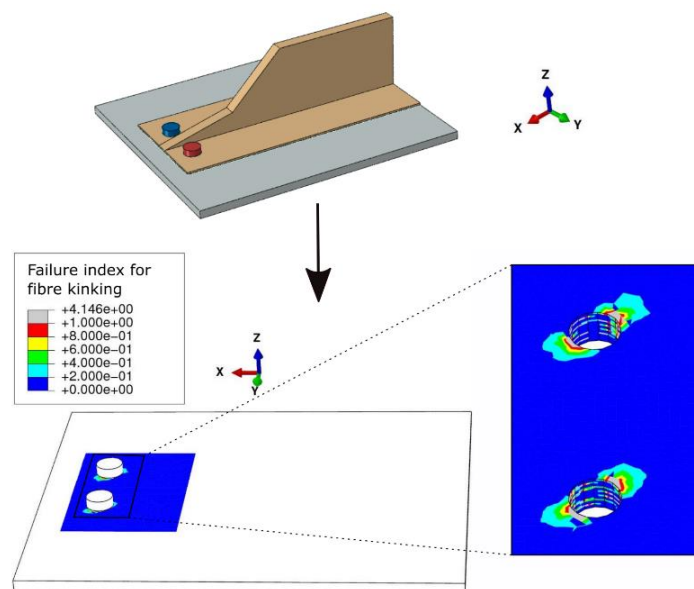 Z
X
Y
Failure index for
fibre kinking
+4.146e+00
+1.000e+00
+8.000e-01
+6.000e-01
+4.000e-01
+2.000e-01
+0.000e+00
Z
X
Y